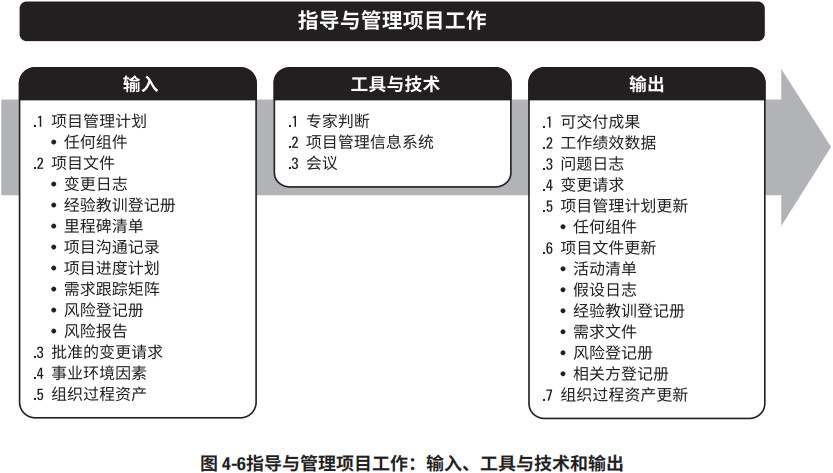 指导与管理项目工作
输入
.1 项目管理计划
• 任何组件
.2 项目文件
• 变更日志
• 经验教训登记册
• 里程碑清单
• 项目沟通记录
• 项目进度计划
• 需求跟踪矩阵
• 风险登记册
• 风险报告
.3 批准的变更请求
.4 事业环境因素
.5 组织过程资产
工具与技术
.1 专家判断
.2 项目管理信息系统
.3 会议
输出
.1 可交付成果
.2 工作绩效数据
.3 问题日志
.4 变更请求
.5 项目管理计划更新
• 任何组件
.6 项目文件更新
• 活动清单
• 假设日志
• 经验教训登记册
• 需求文件
• 风险登记册
• 相关方登记册
.7 组织过程资产更新
图 4-6指导与管理项目工作：输入、工具与技术和输出